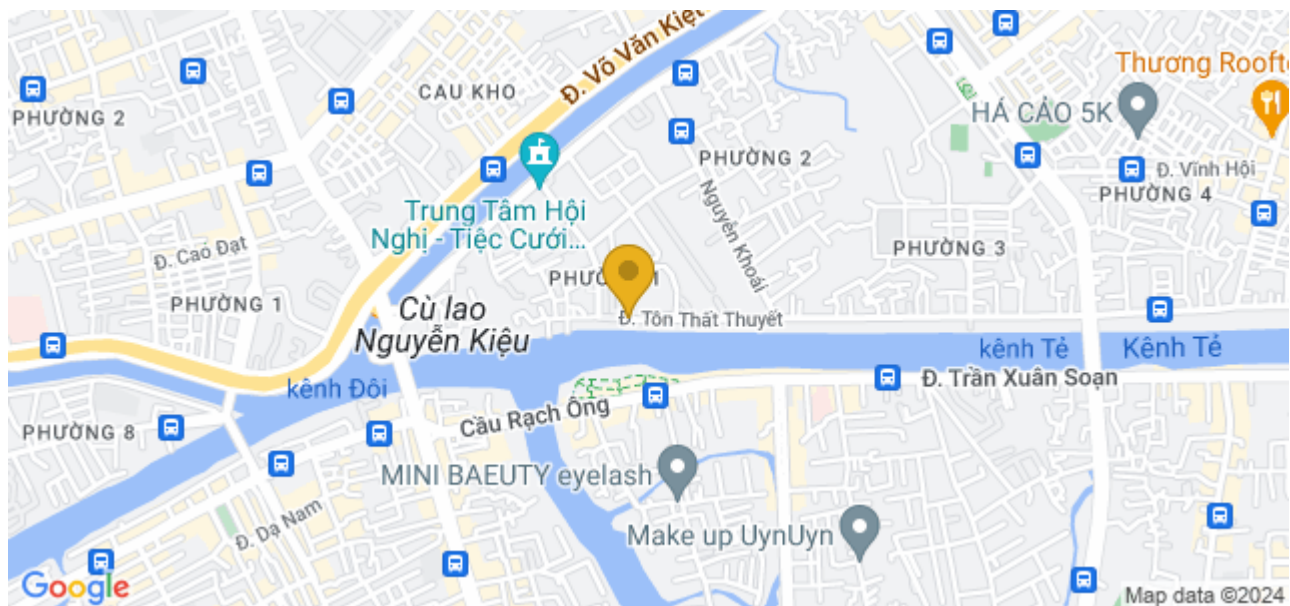 Đ. Võ Văn Kiệt
CAU KHO
PHƯỜNG 2
Thương Roofto
HÁ CẢO 5K
PHƯỜNG 2
Đ. Vĩnh Hội
PHƯỜNG 4
Trung Tâm Hội
Nghị - Tiệc Cưới...
Nguyễn Khoái
Đ. Cao Đạt
PHƯỜNG 3
PHƯỜNG 1
PHƯỜNG 1
Cù lao
Nguyễn Kiệu
Đ. Tôn Thất Thuyết
kênh Tẻ
Kênh Tẻ
kênh Đôi
Đ. Trần Xuân Soạn
Cầu Rạch Ông
PHƯỜNG 8
MINI BAEUTY eyelash
Đ. Dạ Nam
Make up UynUyn
Google
Map data ©2024